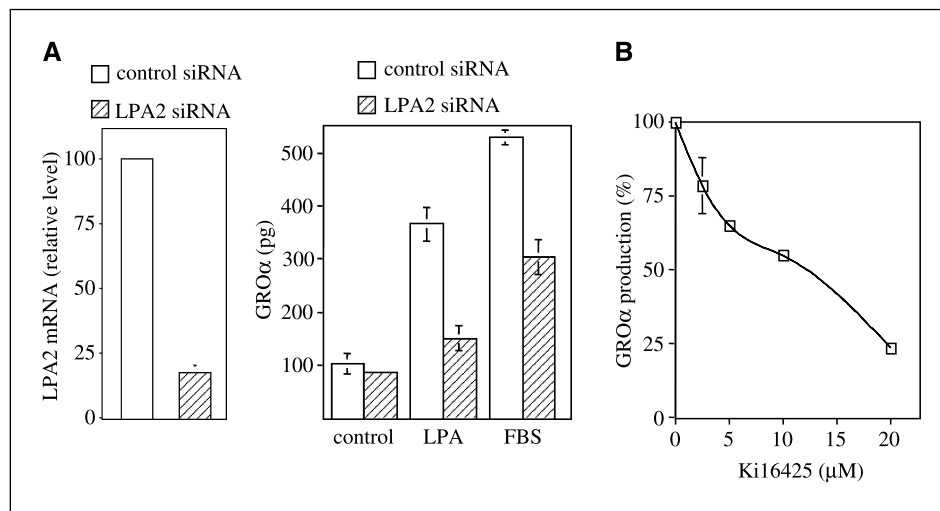 A
control siRNA
LPA2 siRNA
LPA2 mRNA (relative level)
100
75
50
25
0
control siRNA
LPA2 siRNA
GROα (pg)
500
400
300
200
100
control LPA FBS
B
GROα production (%)
100
75
50
25
0
0 5 10 15 20
Ki16425 (μM)